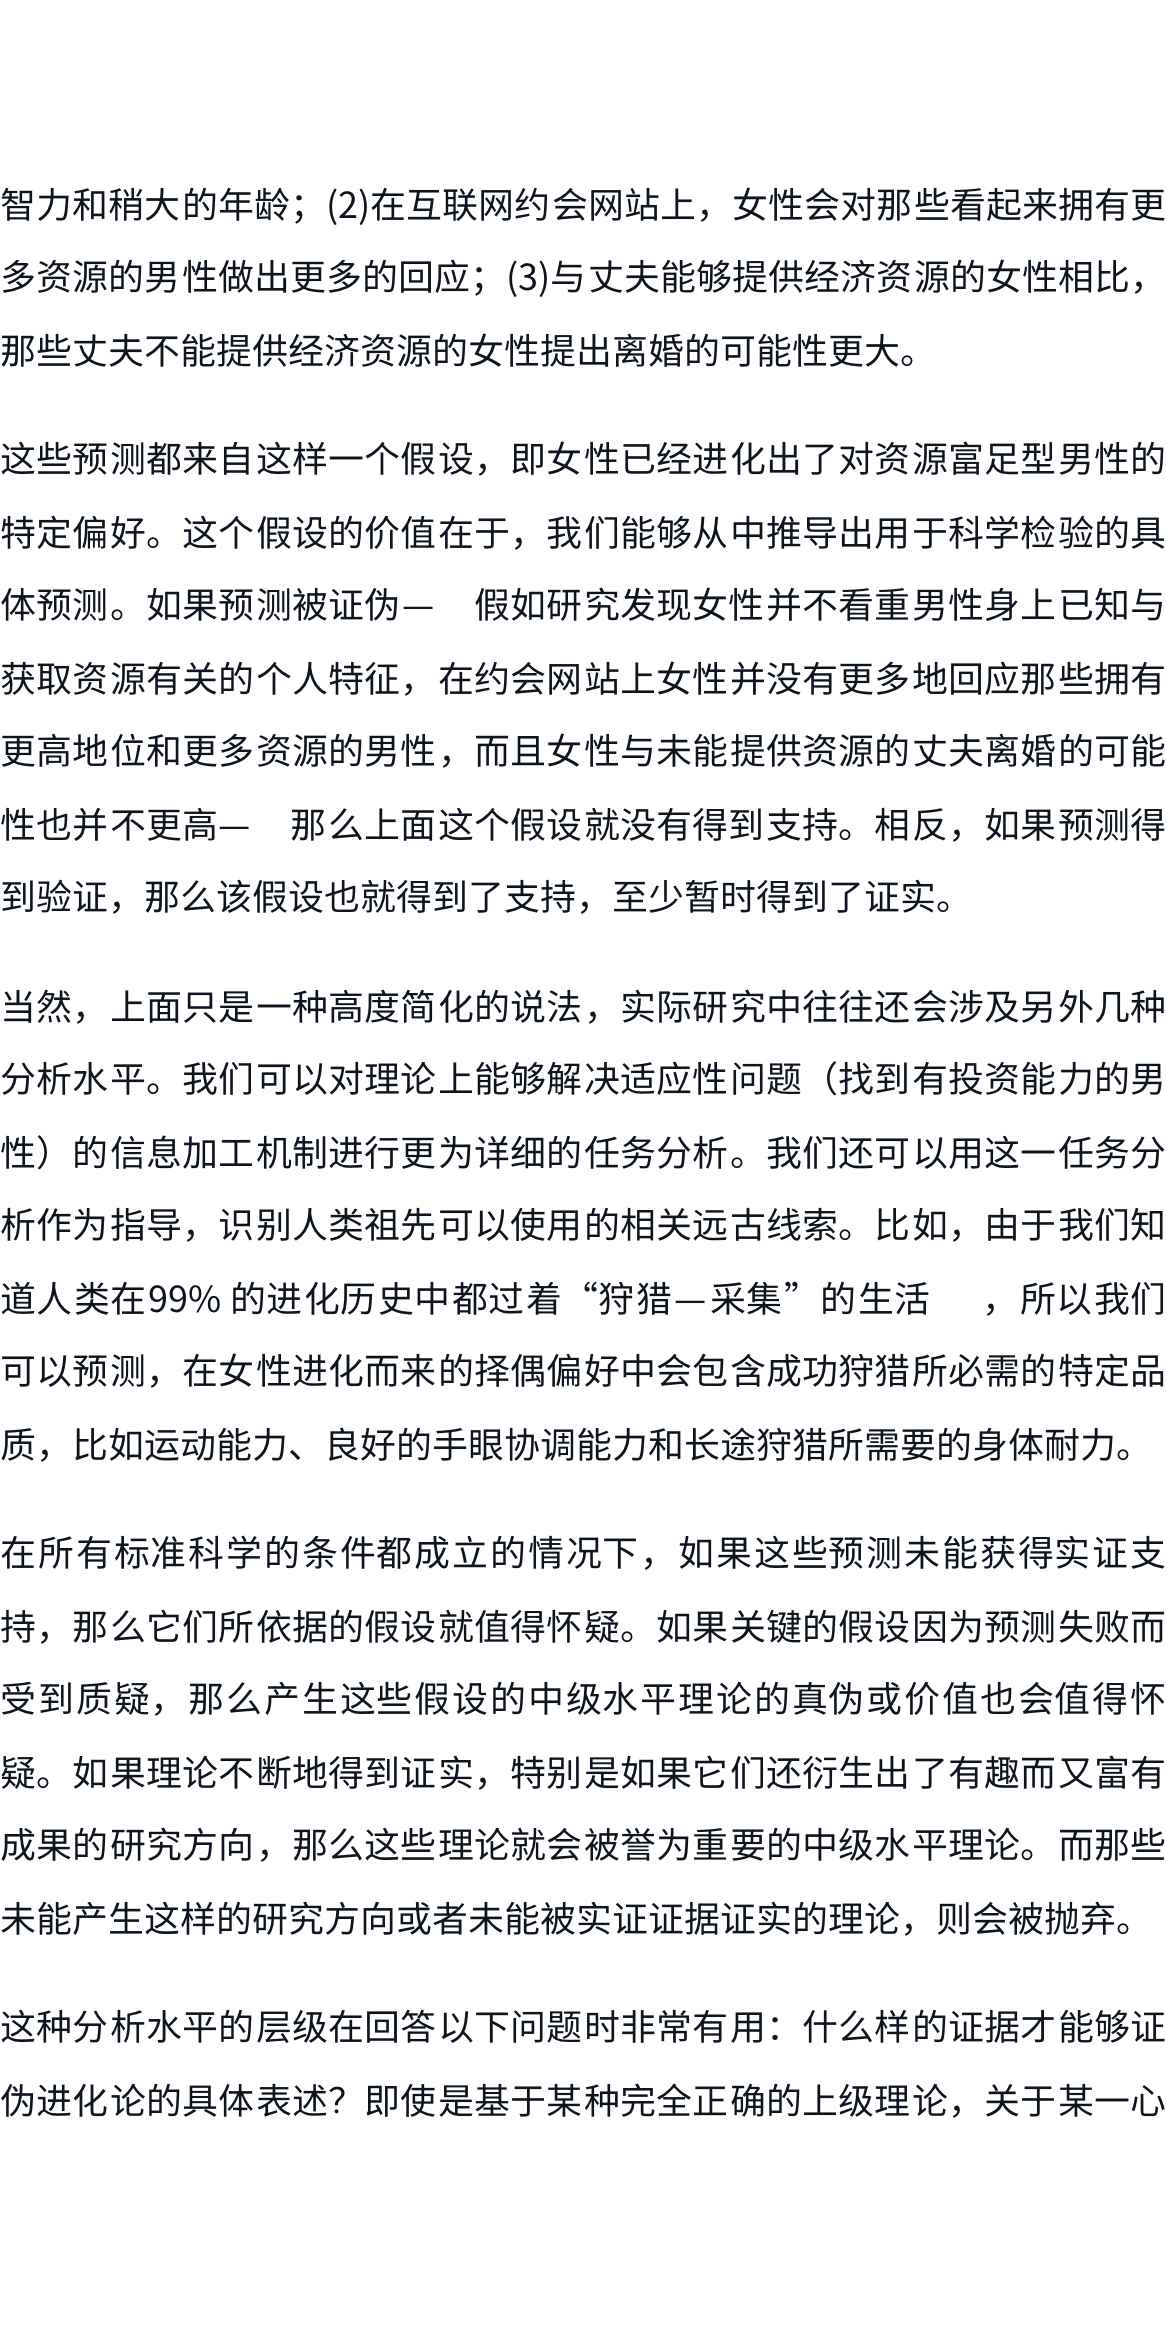 智力和稍大的年龄；(2)在互联网约会网站上，女性会对那些看起来拥有更
多资源的男性做出更多的回应；(3)与丈夫能够提供经济资源的女性相比，
那些丈夫不能提供经济资源的女性提出离婚的可能性更大。
这些预测都来自这样一个假设，即女性已经进化出了对资源富足型男性的
特定偏好。这个假设的价值在于，我们能够从中推导出用于科学检验的具
体预测。如果预测被证伪— 假如研究发现女性并不看重男性身上已知与
获取资源有关的个人特征，在约会网站上女性并没有更多地回应那些拥有
更高地位和更多资源的男性，而且女性与未能提供资源的丈夫离婚的可能
性也并不更高— 那么上面这个假设就没有得到支持。相反，如果预测得
到验证，那么该假设也就得到了支持，至少暂时得到了证实。
当然，上面只是一种高度简化的说法，实际研究中往往还会涉及另外几种
分析水平。我们可以对理论上能够解决适应性问题（找到有投资能力的男
性）的信息加工机制进行更为详细的任务分析。我们还可以用这一任务分
析作为指导，识别人类祖先可以使用的相关远古线索。比如，由于我们知
道人类在99% 的进化历史中都过着“狩猎—采集”的生活 ，所以我们
可以预测，在女性进化而来的择偶偏好中会包含成功狩猎所必需的特定品
质，比如运动能力、良好的手眼协调能力和长途狩猎所需要的身体耐力。
在所有标准科学的条件都成立的情况下，如果这些预测未能获得实证支
持，那么它们所依据的假设就值得怀疑。如果关键的假设因为预测失败而
受到质疑，那么产生这些假设的中级水平理论的真伪或价值也会值得怀
疑。如果理论不断地得到证实，特别是如果它们还衍生出了有趣而又富有
成果的研究方向，那么这些理论就会被誉为重要的中级水平理论。而那些
未能产生这样的研究方向或者未能被实证证据证实的理论，则会被抛弃。
这种分析水平的层级在回答以下问题时非常有用：什么样的证据才能够证
伪进化论的具体表述？即使是基于某种完全正确的上级理论，关于某一心